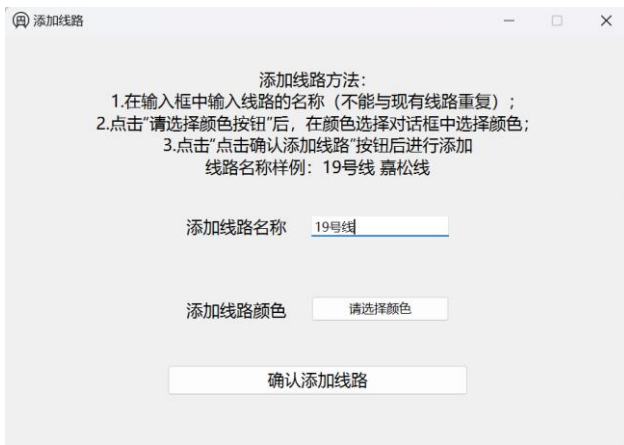 添加线路
添加线路方法：
1.在输入框中输入线路的名称（不能与现有线路重复）；
2.点击“请选择颜色按钮”后，在颜色选择对话框中选择颜色；
3.点击“点击确认添加线路”按钮后进行添加
线路名称样例：19号线 嘉松线
添加线路名称 19号线
添加线路颜色 请选择颜色
确认添加线路